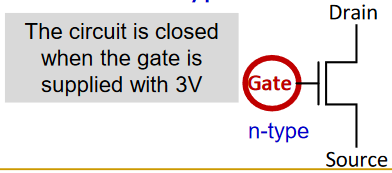 Drain
The circuit is closed
when the gate is
supplied with 3V
Gate
n-type
Source